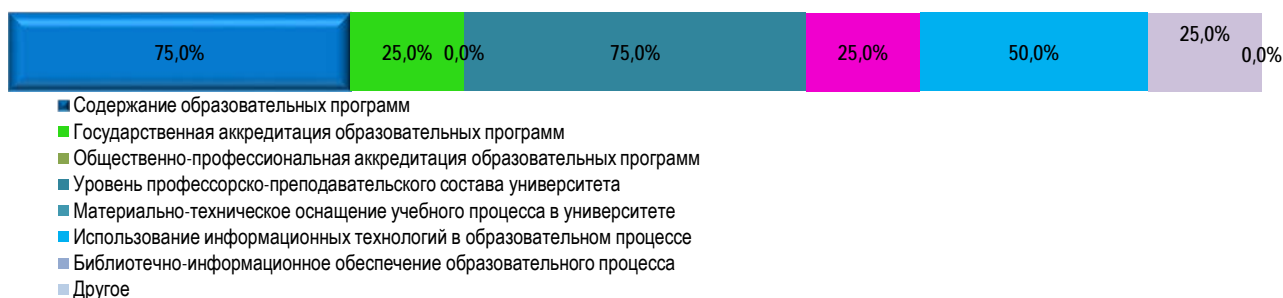 75,0% 25,0% 0,0% 75,0% 25,0% 50,0% 25,0% 0,0%
Содержание образовательных программ
Государственная аккредитация образовательных программ
Общественно-профессиональная аккредитация образовательных программ
Уровень профессорско-преподавательского состава университета
Материально-техническое оснащение учебного процесса в университете
Использование информационных технологий в образовательном процессе
Библиотечно-информационное обеспечение образовательного процесса
Другое